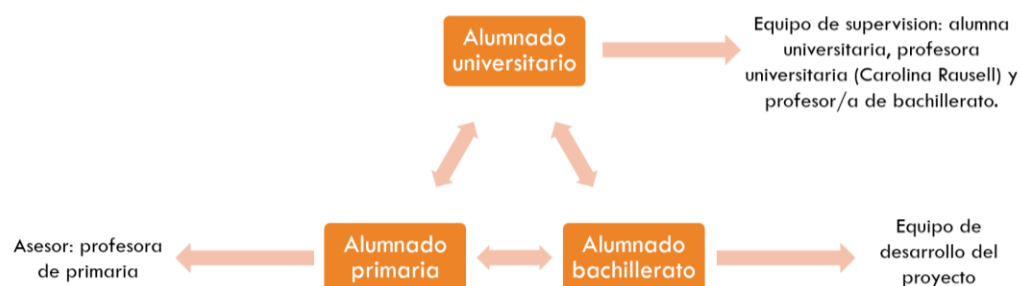 Alumnado
universitario
Equipo de supervision: alumna
universitaria, profesora
universitaria (Carolina Rausell) y
profesor/a de bachillerato.
Asesor: profesora
de primaria
Alumnado
primaria
Alumnado
bachillerato
Equipo de
desarrollo del
proyecto